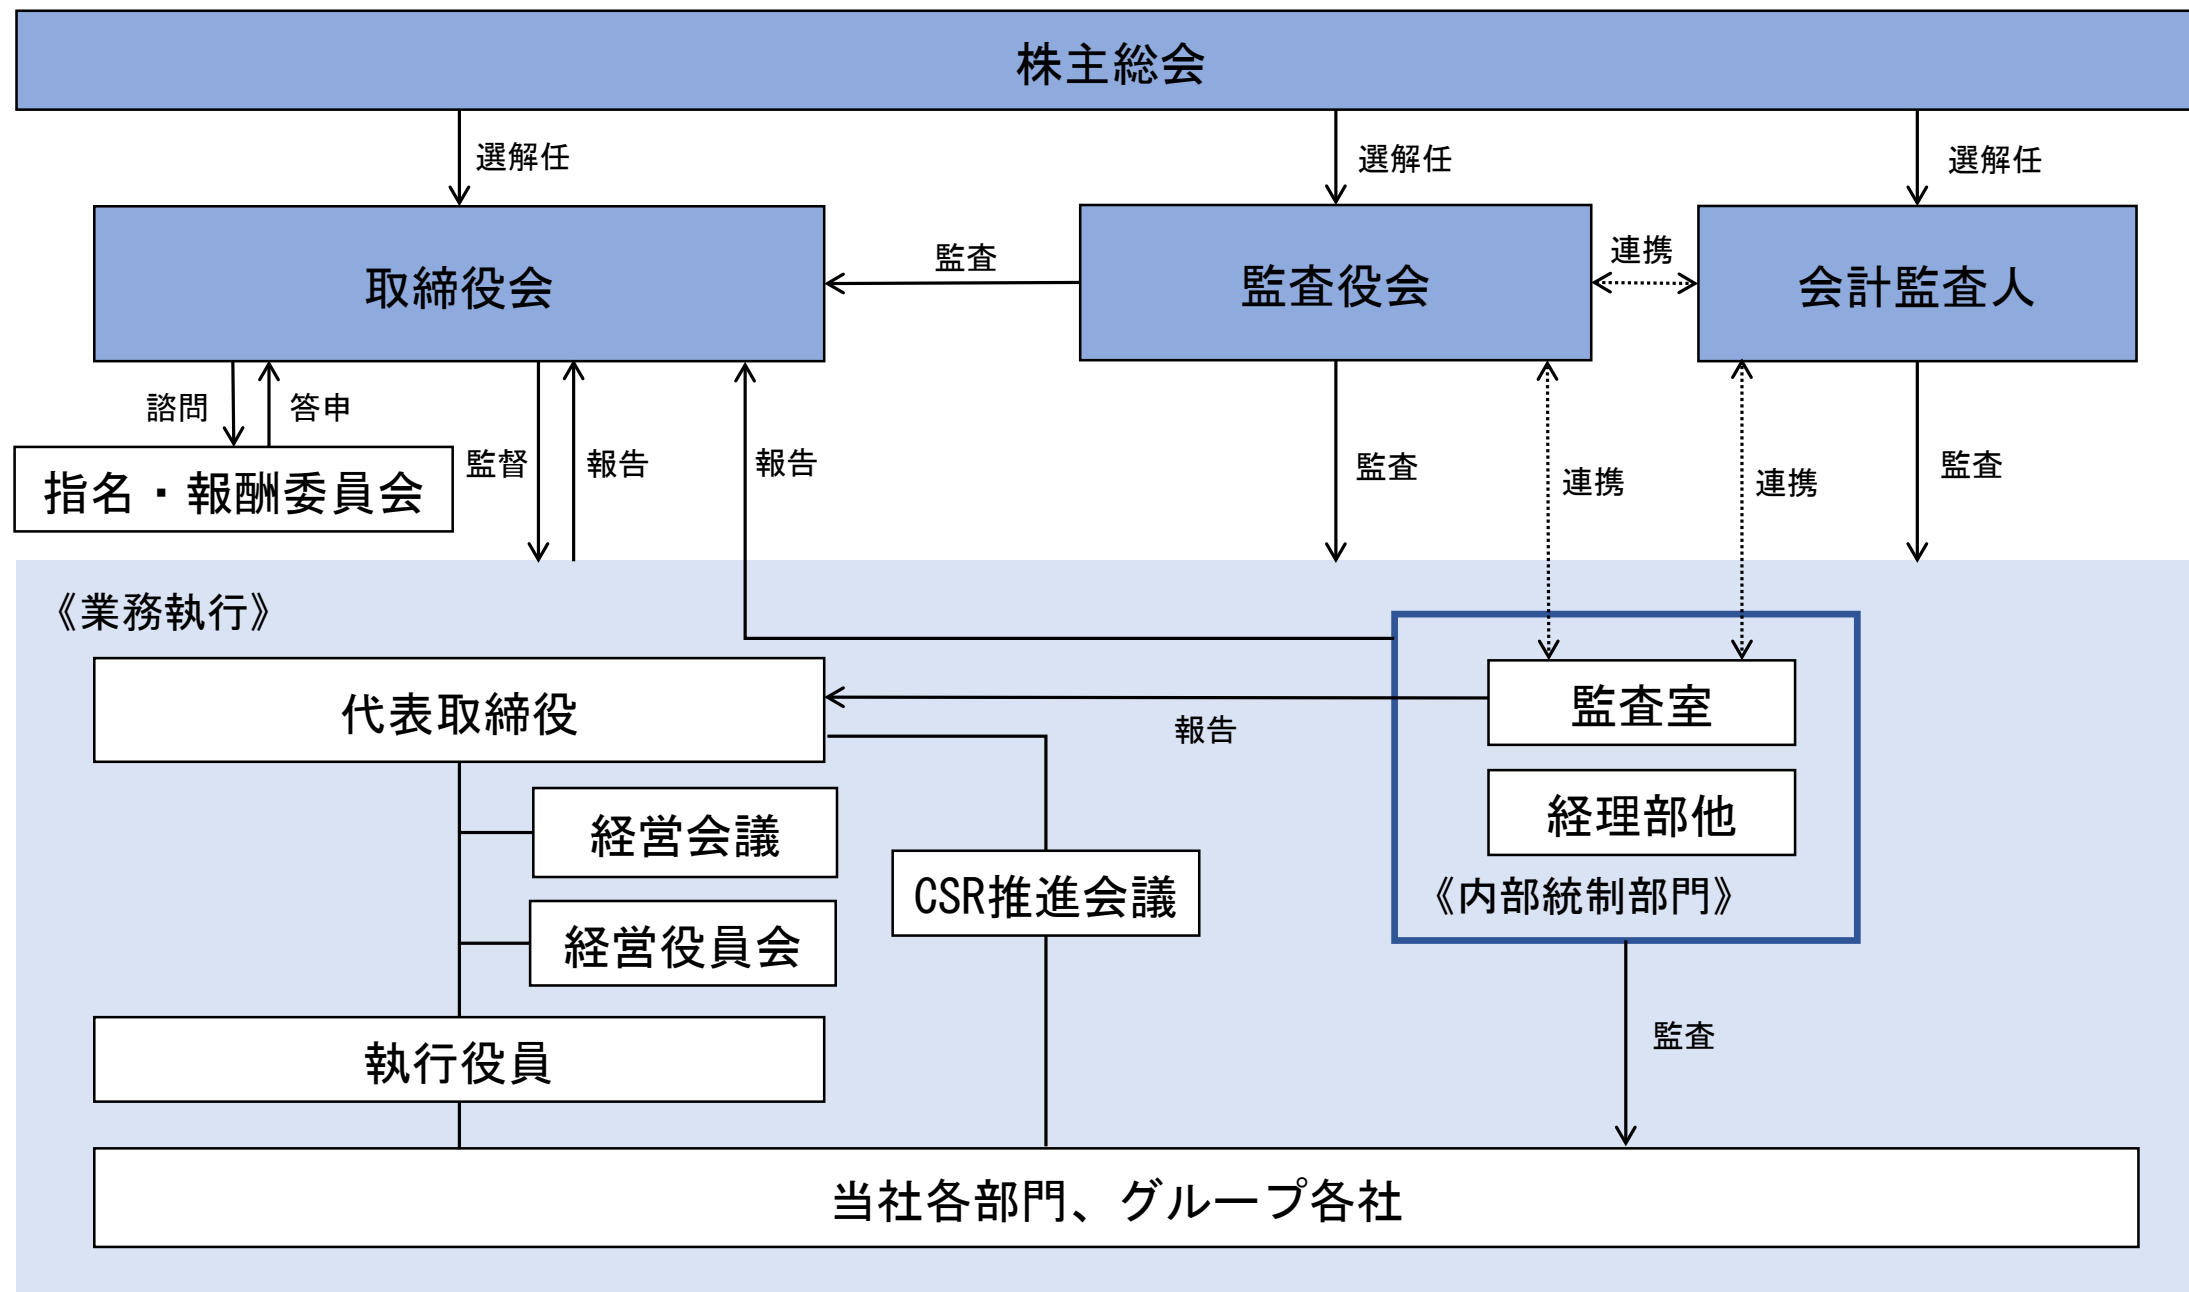 株主総会
選解任
選解任
選解任
取締役会
監査
監査役会
連携
会計監査人
諮問
答申
監督
報告
報告
監査
連携
連携
監査
指名・報酬委員会
《業務執行》
代表取締役
報告
監査室
経理部他
《内部統制部門》
経営会議
CSR推進会議
経営役員会
執行役員
監査
当社各部門、グループ各社